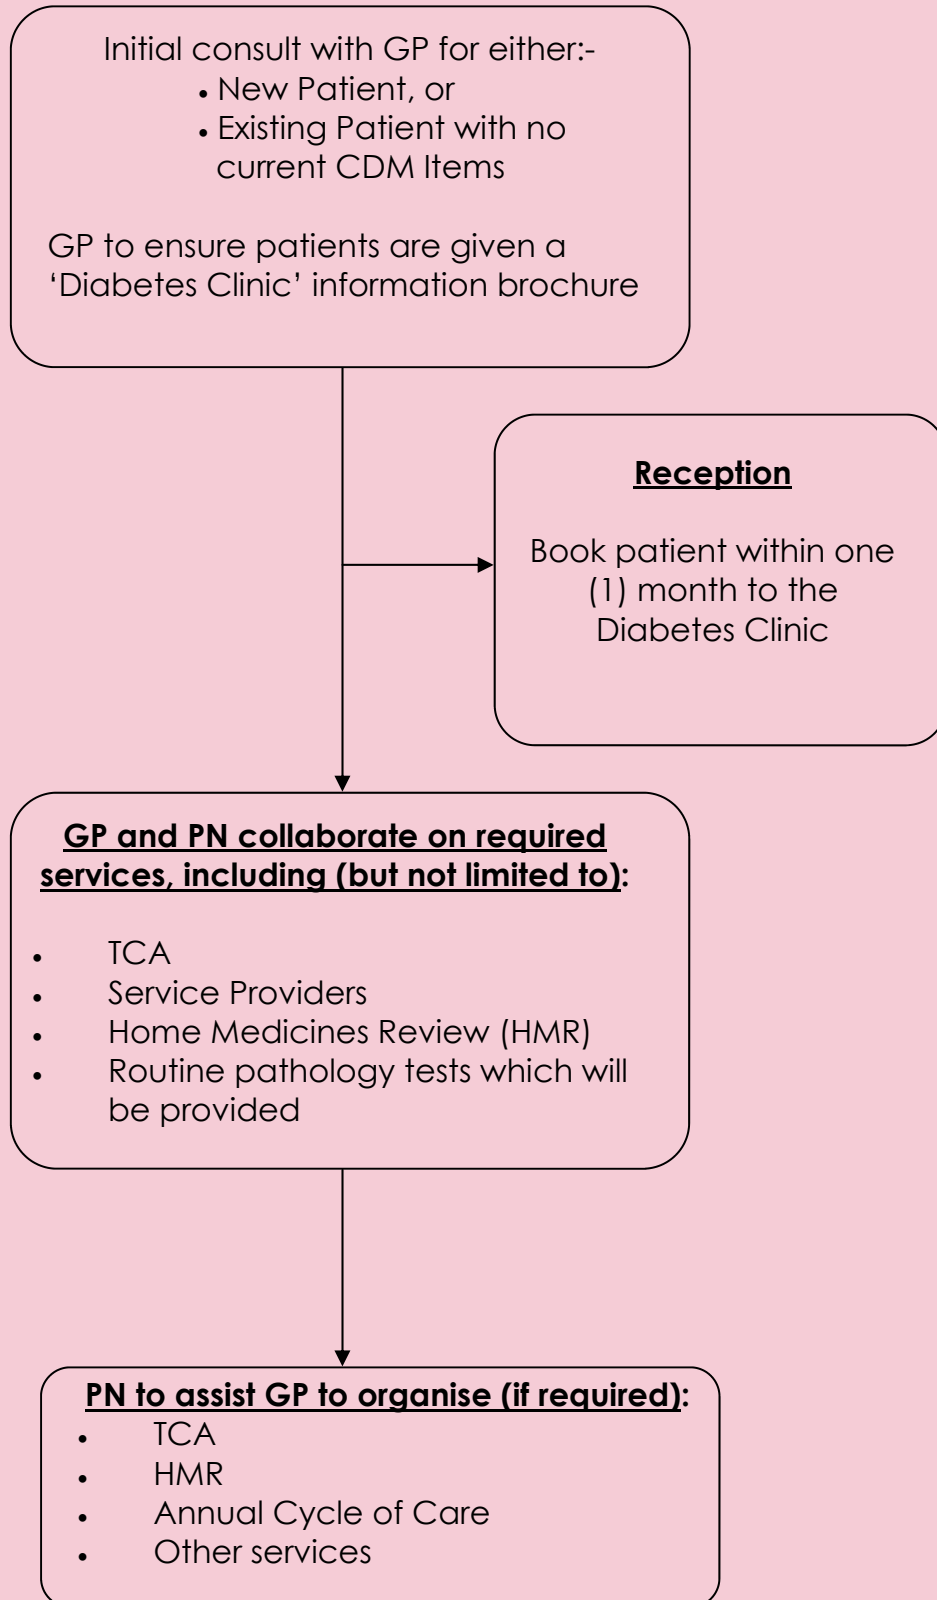 Initial consult with GP for either:-
• New Patient, or
• Existing Patient with no
current CDM Items
GP to ensure patients are given a
‘Diabetes Clinic’ information brochure
Reception
Book patient within one
(1) month to the
Diabetes Clinic
GP and PN collaborate on required
services, including (but not limited to):
• TCA
• Service Providers
• Home Medicines Review (HMR)
• Routine pathology tests which will
be provided
PN to assist GP to organise (if required):
• TCA
• HMR
• Annual Cycle of Care
• Other services